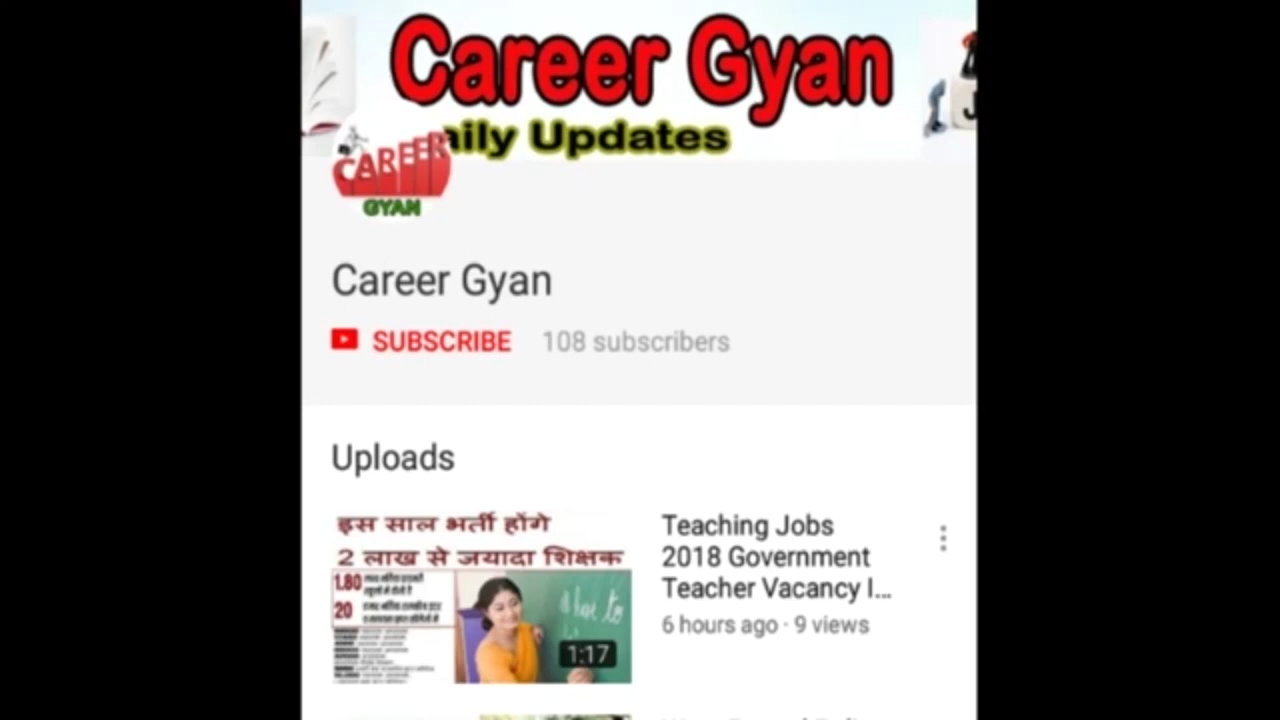 Career Gyan
aily Updates
CAREER
GYAN
Career Gyan
SUBSCRIBE 108 subscribers
Uploads
इस साल भर्ती होंगे
2 लाख से जयादा शिक्षक
1.80
20
1:17
Teaching Jobs
2018 Government
Teacher Vacancy I...
6 hours ago · 9 views